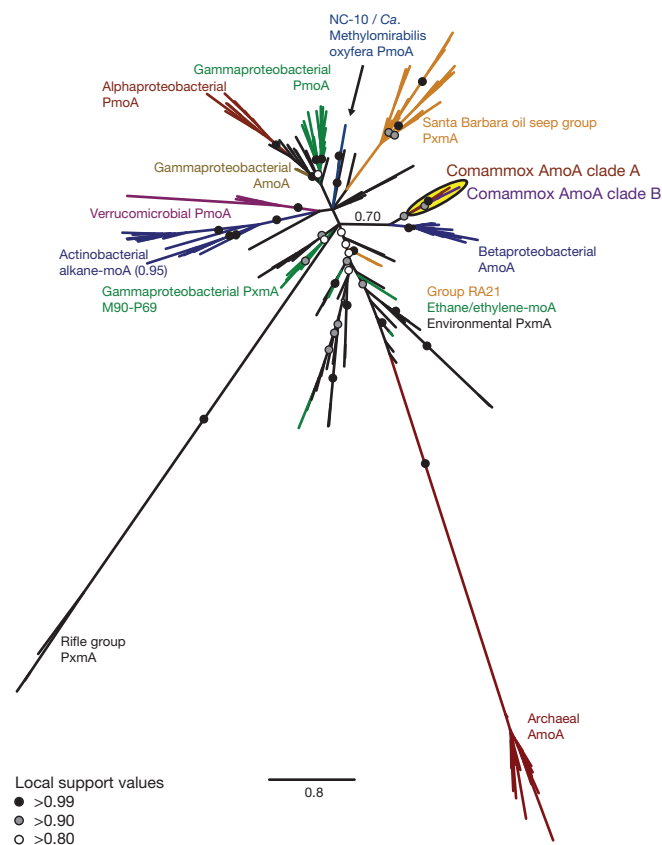 NC-10 / Ca.
Methylomirabilis
oxyfera PmoA
Gammaproteobacterial
PmoA
Alphaproteobacterial
PmoA
Santa Barbara oil seep group
PxmA
Gammaproteobacterial
AmoA
Comammox AmoA clade A
Comammox AmoA clade B
Verrucomicrobial PmoA
0.70
Actinobacterial
alkane-moA (0.95)
Betaproteobacterial
AmoA
Gammaproteobacterial PxmA
M90-P69
Group RA21
Ethane/ethylene-moA
Environmental PxmA
Rifle group
PxmA
Archaeal
AmoA
Local support values
>0.99
>0.90
>0.80
0.8